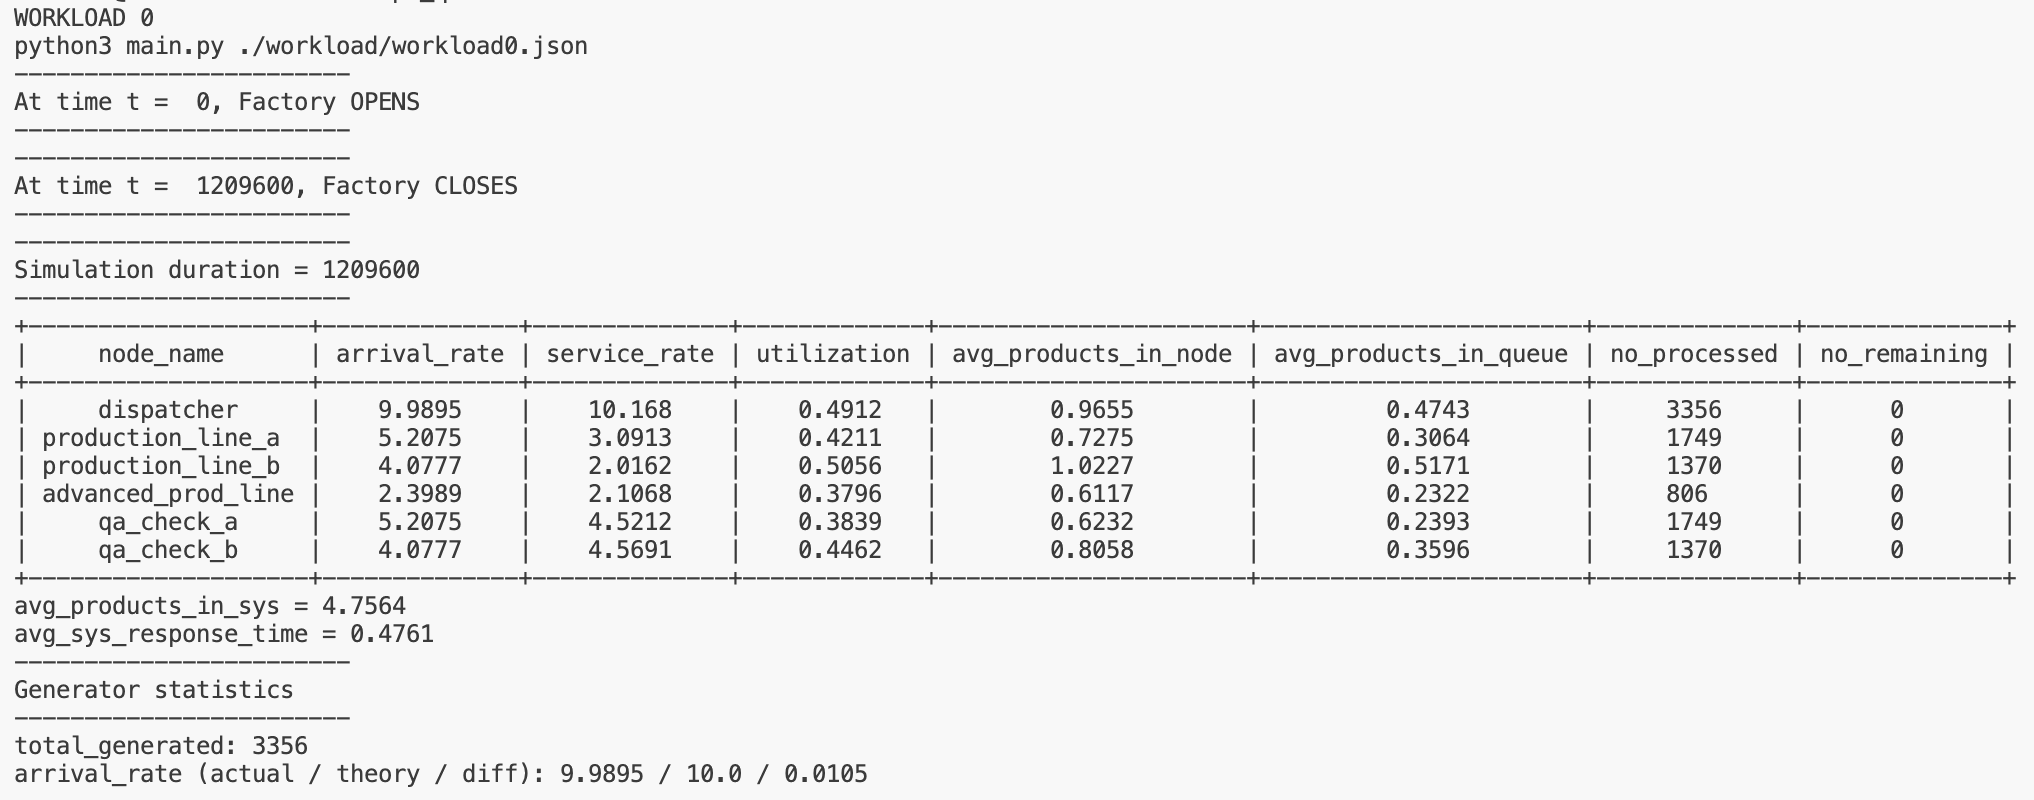 WORKLOAD 0
python3 main.py ./workload/workload0.json
------------------------
At time t =  0, Factory OPENS
------------------------
------------------------
At time t =  1209600, Factory CLOSES
------------------------
------------------------
Simulation duration = 1209600
------------------------
+--------------------+--------------+--------------+-------------+----------------------+-----------------------+--------------+--------------+
|     node_name      | arrival_rate | service_rate | utilization | avg_products_in_node | avg_products_in_queue | no_processed | no_remaining |
+--------------------+--------------+--------------+-------------+----------------------+-----------------------+--------------+--------------+
|     dispatcher     |    9.9895    |    10.168    |    0.4912   |        0.9655        |         0.4743        |     3356     |      0       |
| production_line_a  |    5.2075    |    3.0913    |    0.4211   |        0.7275        |         0.3064        |     1749     |      0       |
| production_line_b  |    4.0777    |    2.0162    |    0.5056   |        1.0227        |         0.5171        |     1370     |      0       |
| advanced_prod_line |    2.3989    |    2.1068    |    0.3796   |        0.6117        |         0.2322        |     806      |      0       |
|     qa_check_a     |    5.2075    |    4.5212    |    0.3839   |        0.6232        |         0.2393        |     1749     |      0       |
|     qa_check_b     |    4.0777    |    4.5691    |    0.4462   |        0.8058        |         0.3596        |     1370     |      0       |
+--------------------+--------------+--------------+-------------+----------------------+-----------------------+--------------+--------------+
avg_products_in_sys = 4.7564
avg_sys_response_time = 0.4761
------------------------
Generator statistics
------------------------
total_generated: 3356
arrival_rate (actual / theory / diff): 9.9895 / 10.0 / 0.0105